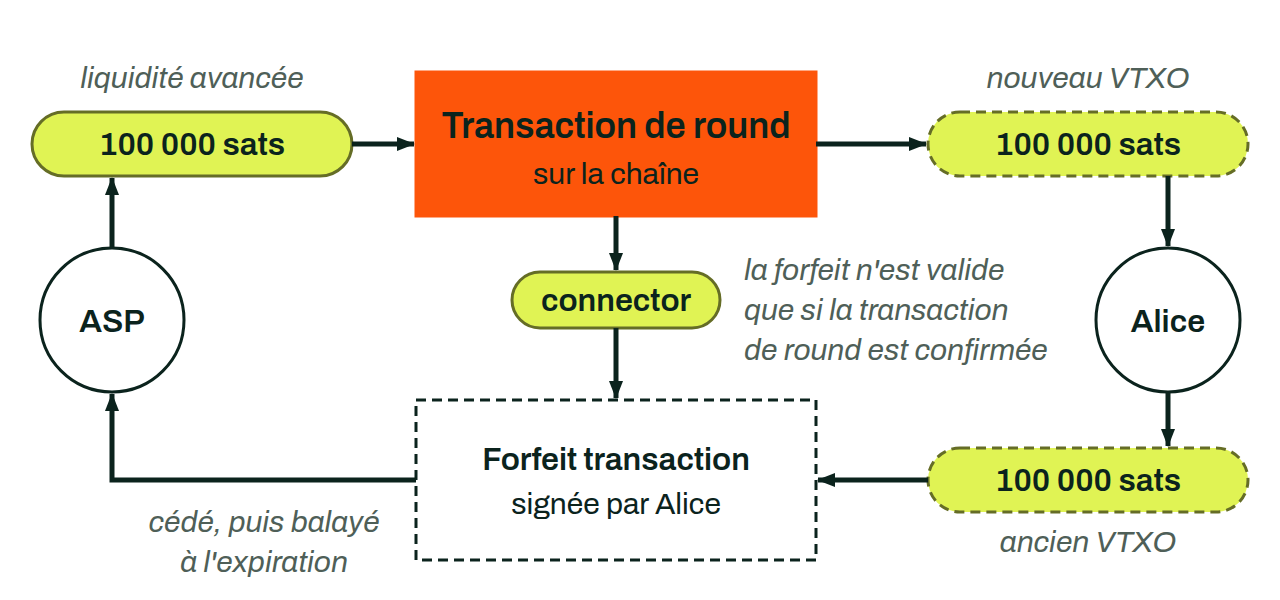 liquidité avancée
100 000 sats
Transaction de round
sur la chaîne
nouveau VTXO
100 000 sats
ASP
connector
la forfeit n'est valide
que si la transaction
de round est confirmée
Alice
Forfeit transaction
signée par Alice
100 000 sats
ancien VTXO
cédé, puis balayé
à l'expiration